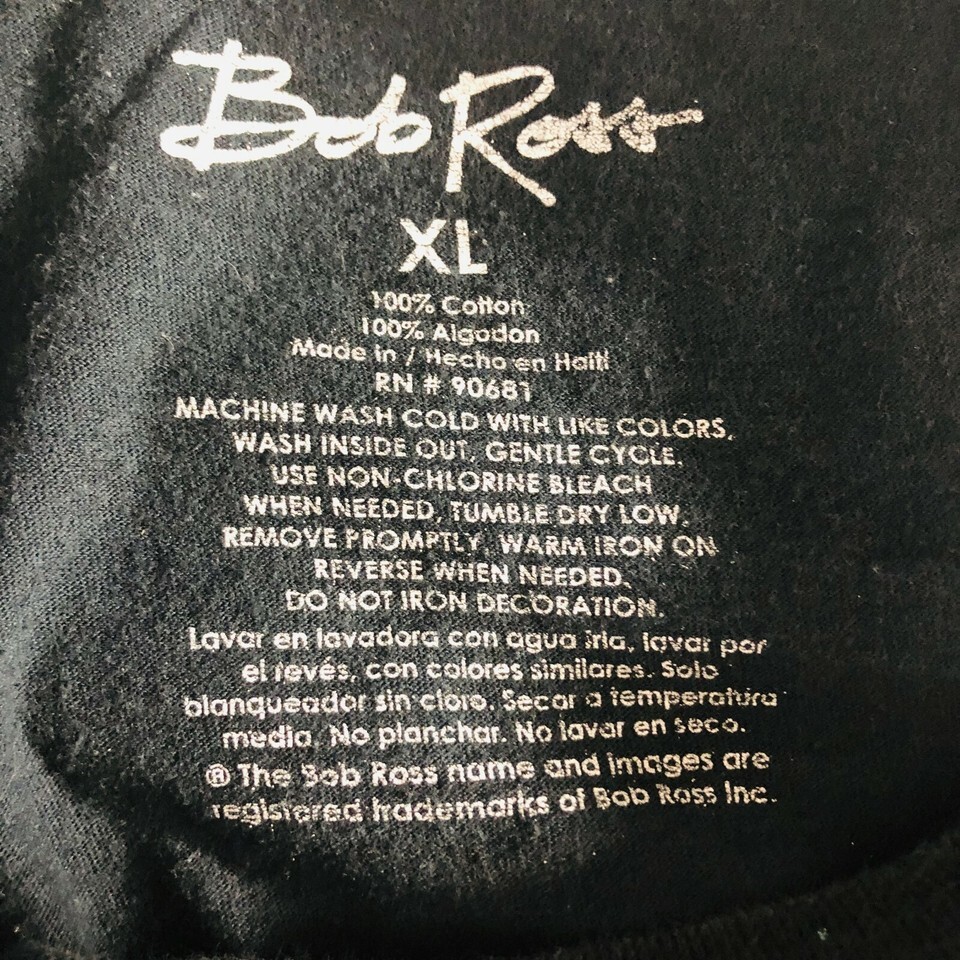 Bob Ross
XL
100% Cotton
100% Algodon
Made in / Hecho en Haiti
RN # 90681
MACHINE WASH COLD WITH LIKE COLORS,
WASH INSIDE OUT, GENTLE CYCLE.
USE NON-CHLORINE BLEACH
WHEN NEEDED, TUMBLE DRY LOW.
REMOVE PROMPTLY. WARM IRON ON
REVERSE WHEN NEEDED.
DO NOT IRON DECORATION.
Lavar en lavadora con agua fria, lavar por
el revés, con colores similares. Solo
blanqueador sin cloro. Secar a temperatura
media. No planchar. No lavar en seco.
® The Bob Ross name and images are
registered trademarks of Bob Ross Inc.